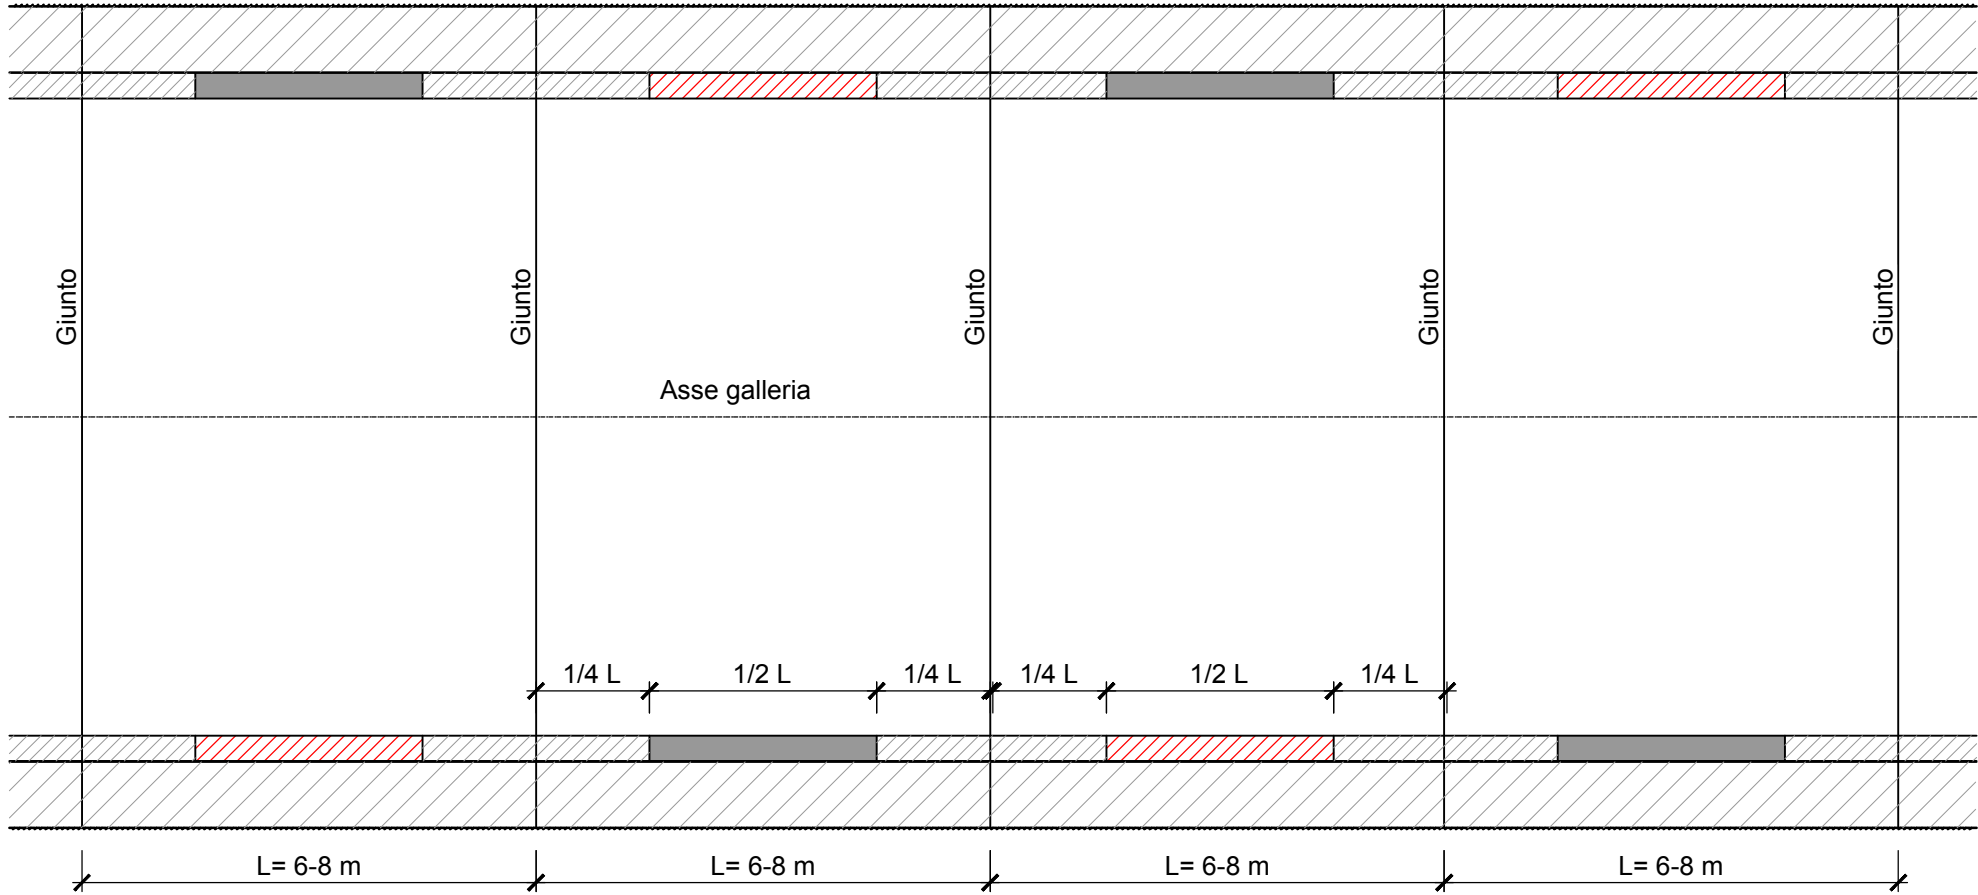 Giunto
Giunto
Giunto
Giunto
Giunto
Asse galleria
1/4 L
1/2 L
1/4 L
1/4 L
1/2 L
1/4 L
L= 6-8 m
L= 6-8 m
L= 6-8 m
L= 6-8 m